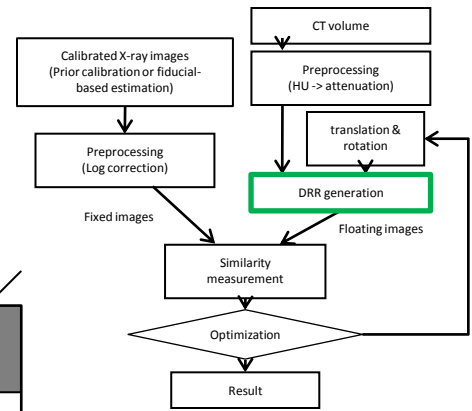 CT volume
Calibrated X-ray images
(Prior calibration or fiducial-
based estimation)
Preprocessing
(HU -> attenuation)
translation &
rotation
Preprocessing
(Log correction)
DRR generation
Fixed images
Floating images
Similarity
measurement
Optimization
Result